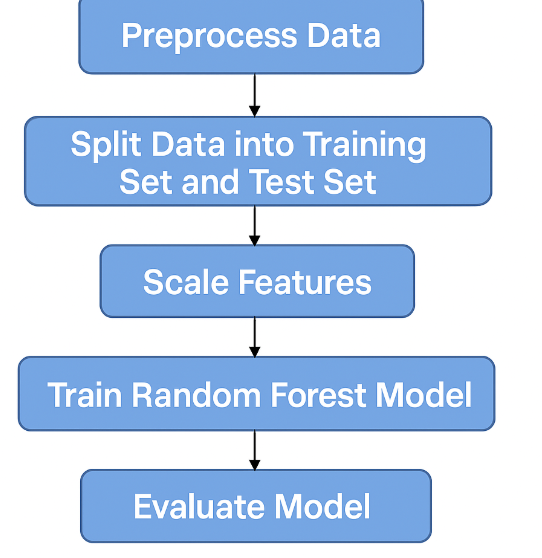 Preprocess Data
Split Data into Training
Set and Test Set
Scale Features
Train Random Forest Model
Evaluate Model